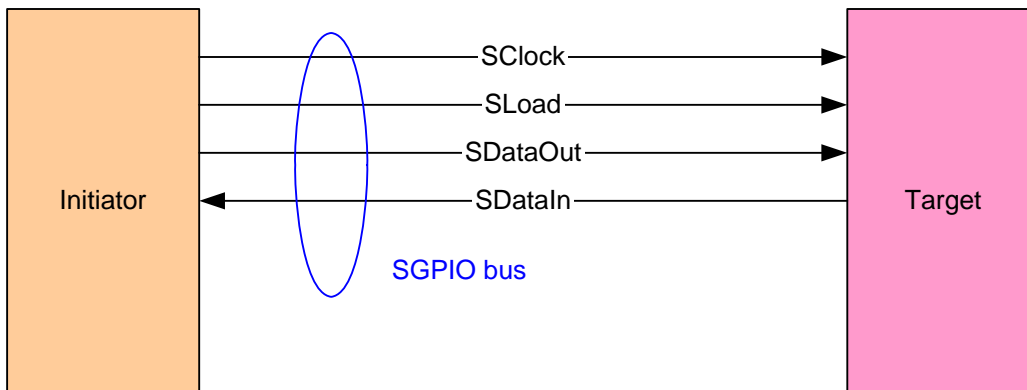 SClock
SLoad
SDataOut
Initiator
SDataIn
Target
SGPIO bus